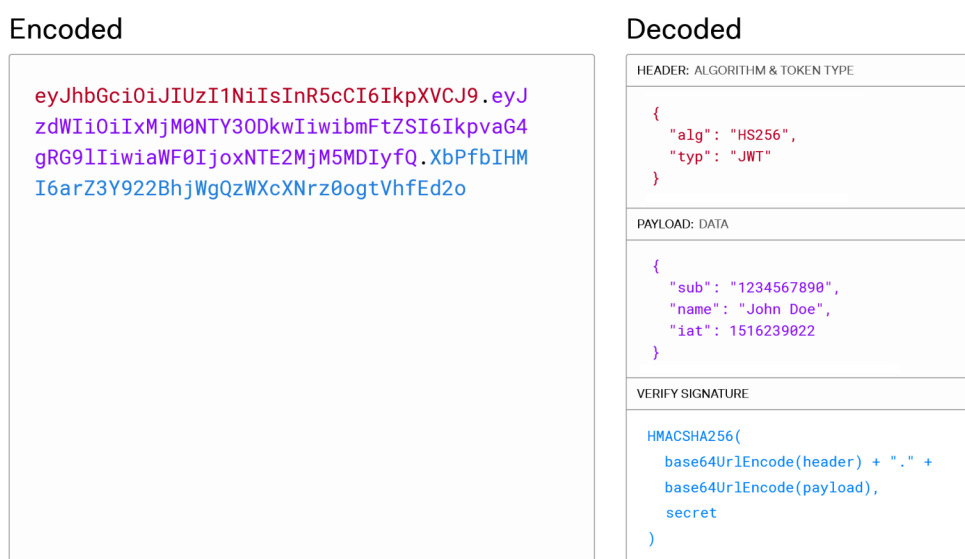 Encoded
eyJhbGciOiJIUzI1NiIsInR5cCI6IkpXVCJ9.eyJ
zdWIiOiIxMjM0NTY3ODkwIiwibmFtZSI6IkpvaG4
gRG9lIiwiaWF0IjoxNTE2MjM5MDIyfQ.XbPfbIHM
I6arZ3Y922BhjWgQzWXcXNrz0ogtVhfEd2o
Decoded
HEADER: ALGORITHM & TOKEN TYPE
{
"alg": "HS256",
"typ": "JWT"
}
PAYLOAD: DATA
{
"sub": "1234567890",
"name": "John Doe",
"iat": 1516239022
}
VERIFY SIGNATURE
HMACSHA256(
base64UrlEncode(header) + "." +
base64UrlEncode(payload),
secret
)